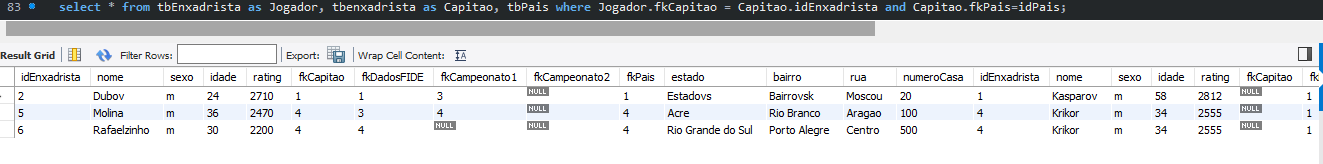 83 select * from tbEnxadrista as Jogador, tbenxadrista as Capitao, tbPais where Jogador.fkCapitao = Capitao.idEnxadrista and Capitao.fkPais=idPais;
Result Grid Filter Rows: Export: Wrap Cell Content:
idEnxadrista nome sexo idade rating fkCapitao fkDadosFIDE fkCampeonato1 fkCampeonato2 fkPais estado bairro rua numeroCasa idEnxadrista nome sexo idade rating fkCapitao fk
2 Dubov m 24 2710 1 1 3 NULL 1 Estadovs Bairrovsk Moscou 20 1 Kasparov m 58 2812 NULL 1
5 Molina m 36 2470 4 3 4 NULL 4 Acre Rio Branco Aragao 100 4 Krikor m 34 2555 NULL 1
6 Rafaelzinho m 30 2200 4 4 NULL NULL 4 Rio Grande do Sul Porto Alegre Centro 500 4 Krikor m 34 2555 NULL 1